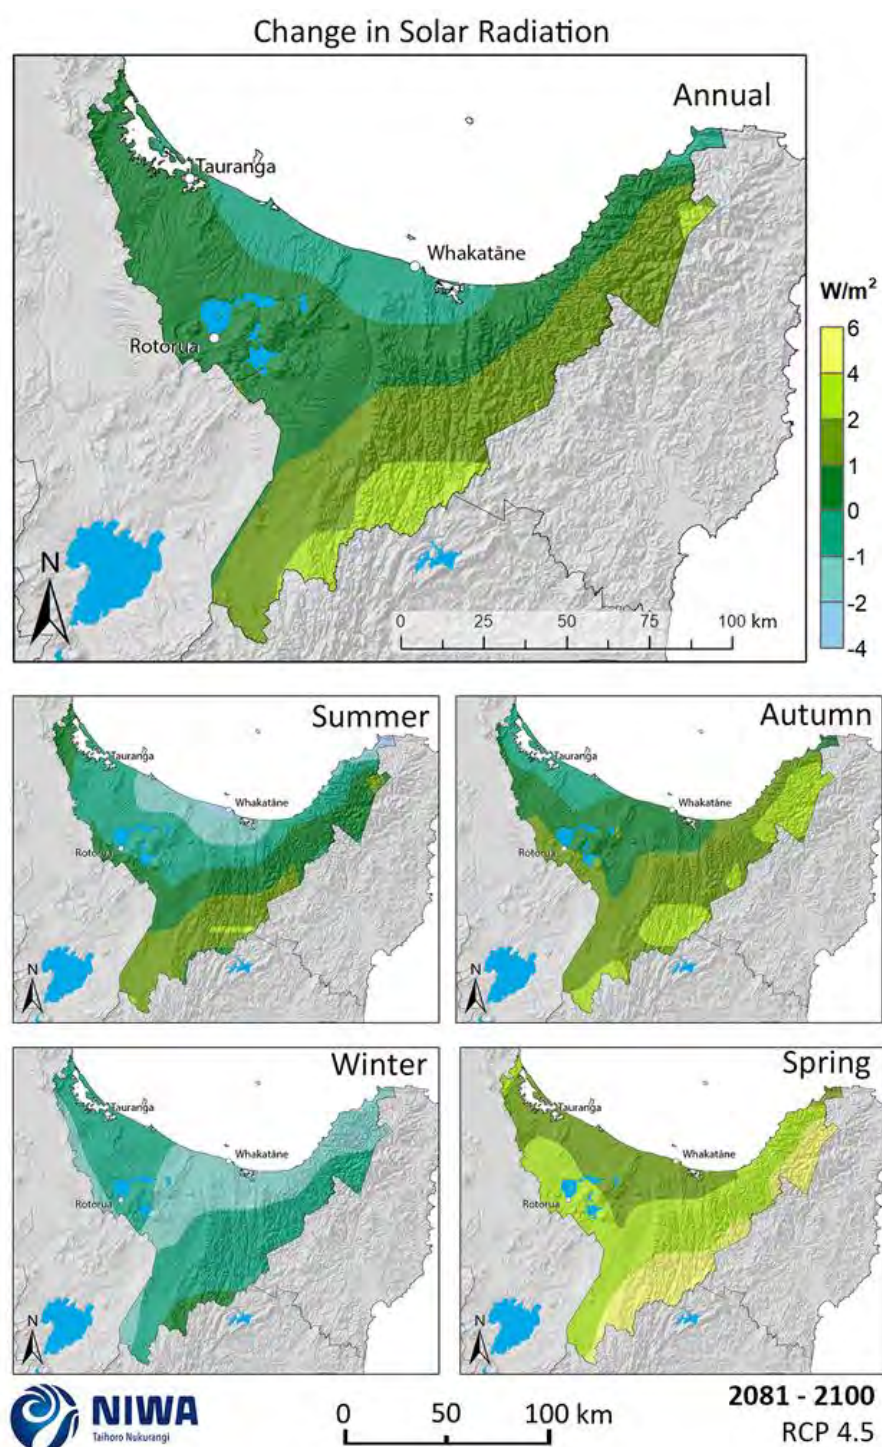 Change in Solar Radiation
Annual
Tauranga
Whakatāne
Rotorua
W/m²
6
4
2
1
0
-1
-2
-4
N
0 25 50 75 100 km
Summer
Tauranga
Whakatāne
Rotorua
N
Autumn
Tauranga
Whakatāne
Rotorua
N
Winter
Tauranga
Whakatāne
Rotorua
N
Spring
Tauranga
Whakatāne
Rotorua
N
NIWA
Taihoro Nukurangi
0 50 100 km
2081 - 2100
RCP 4.5